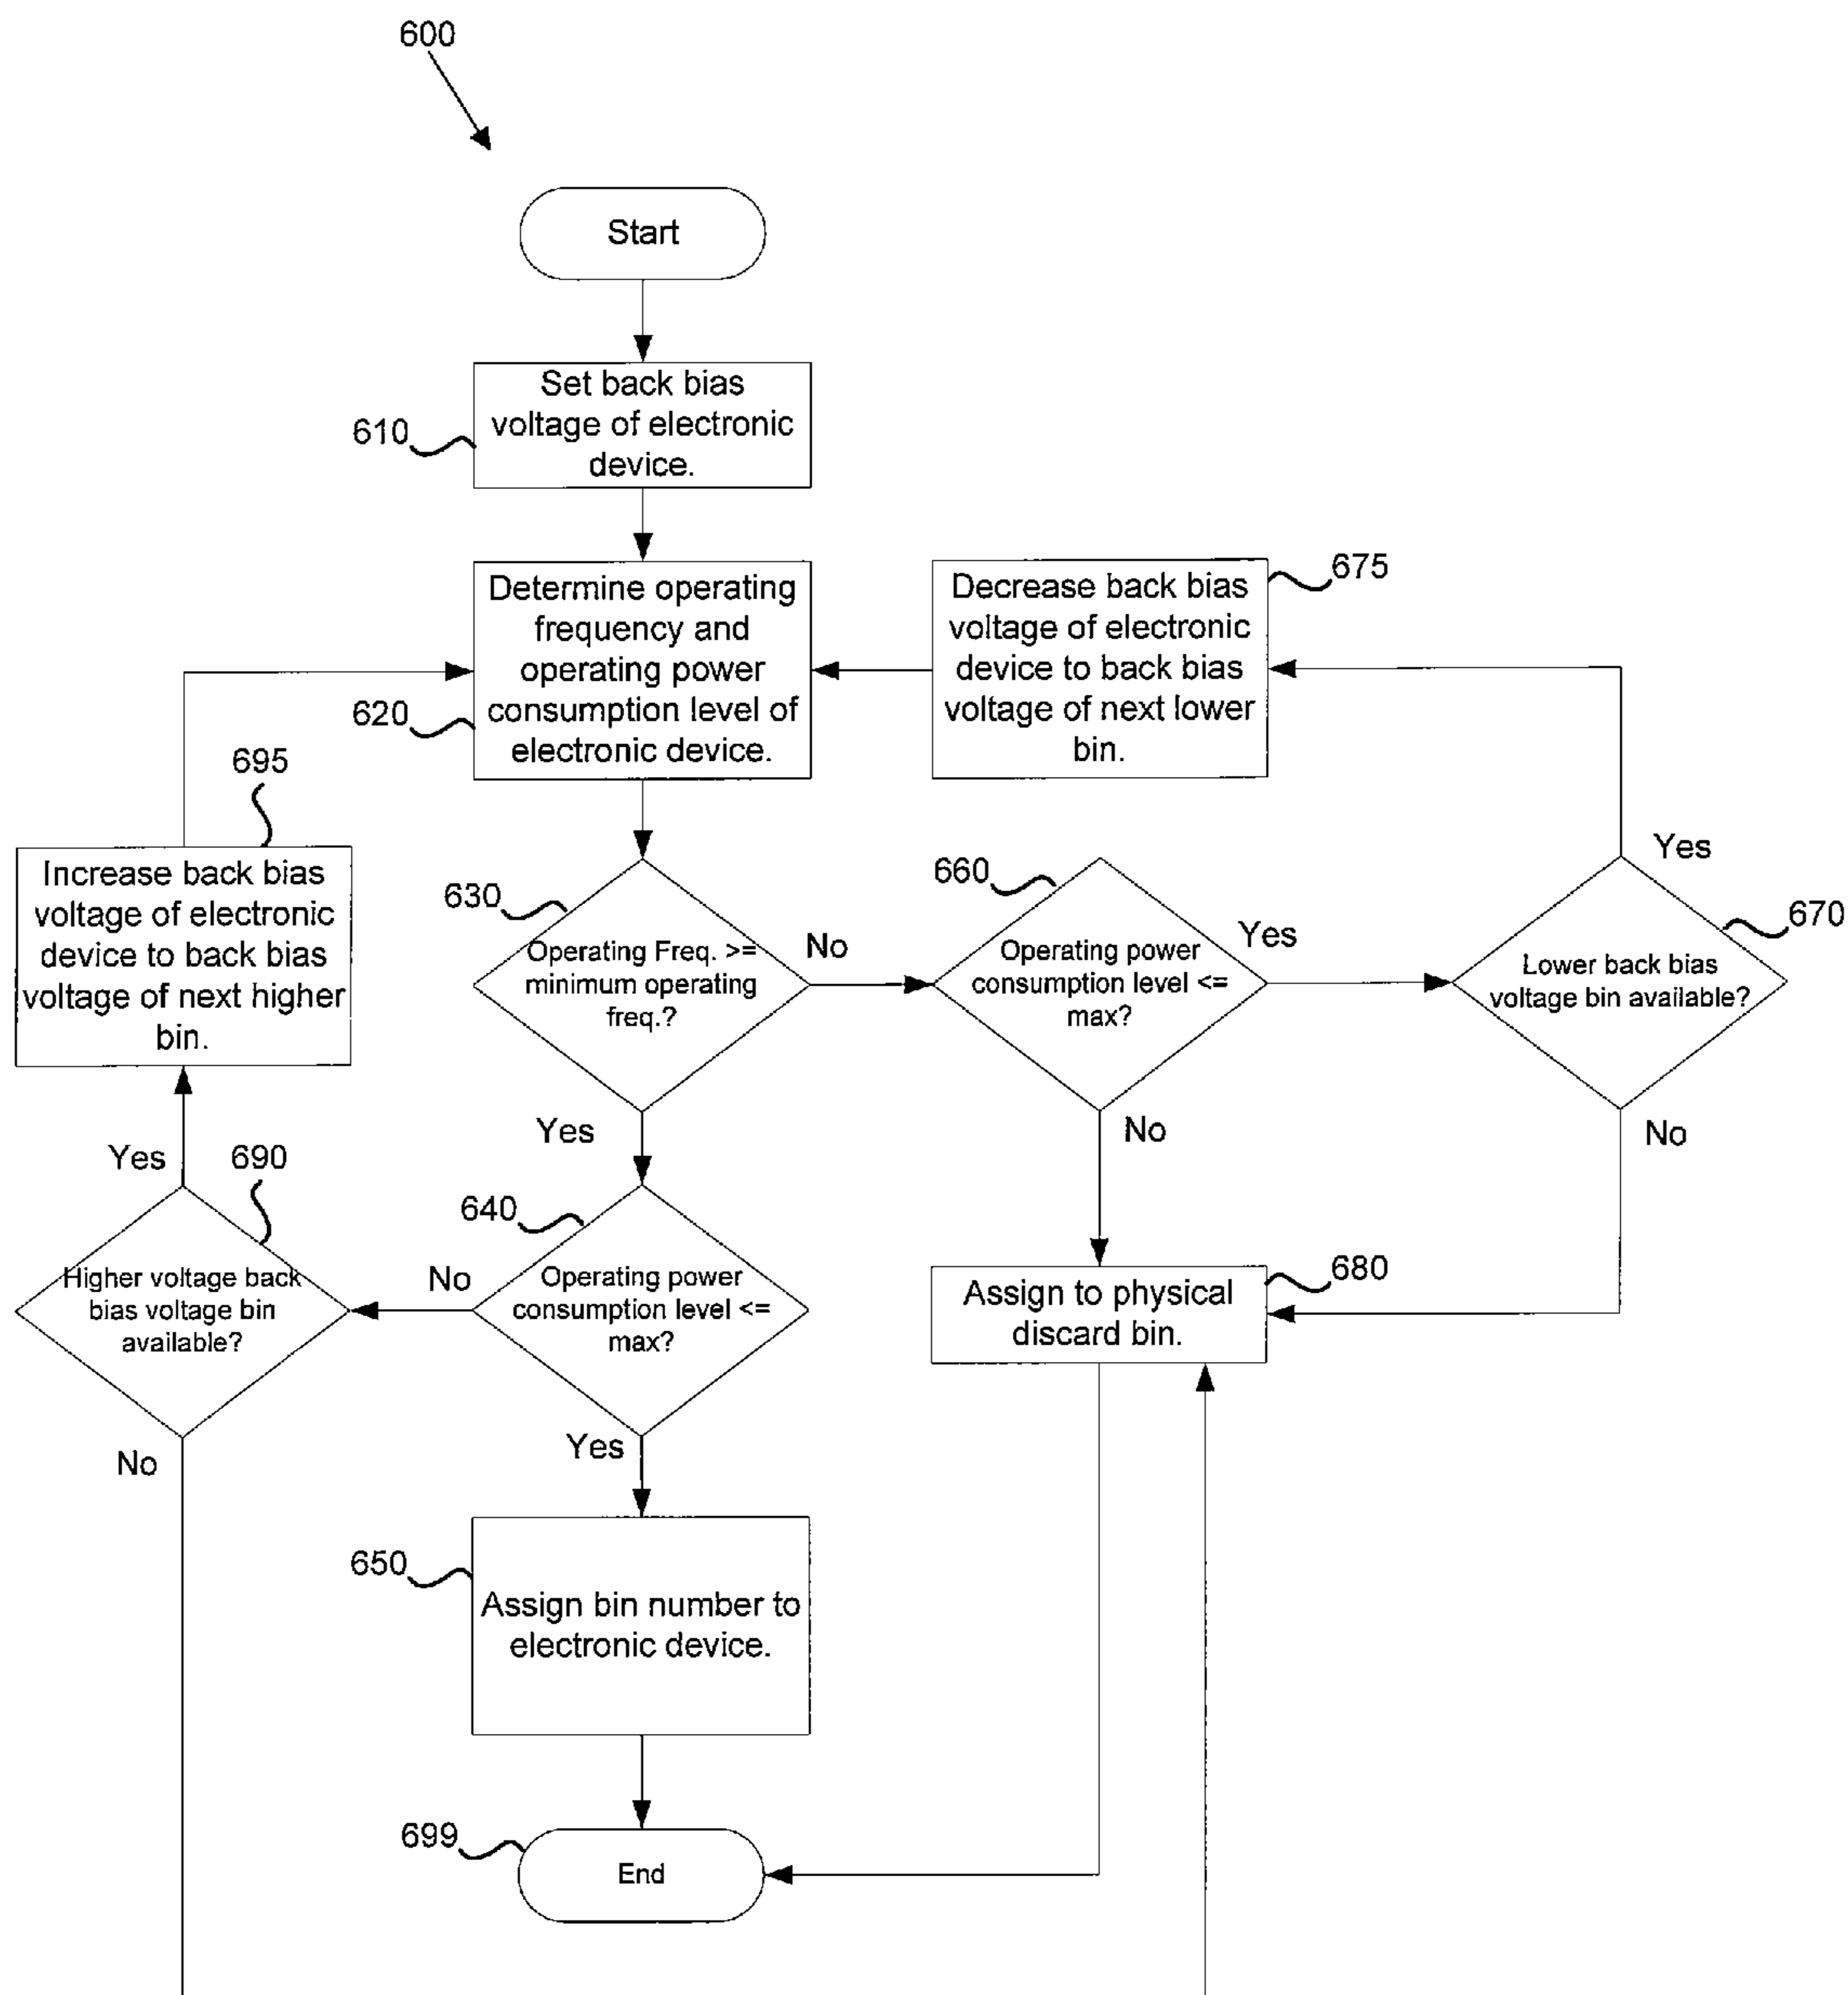 600
Start
610
Set back bias
voltage of electronic
device.
620
Determine operating
frequency and
operating power
consumption level of
electronic device.
675
Decrease back bias
voltage of electronic
device to back bias
voltage of next lower
bin.
695
Increase back bias
voltage of electronic
device to back bias
voltage of next higher
bin.
630
Operating Freq. >=
minimum operating
freq.?
No
660
Operating power
consumption level <=
max?
Yes
670
Lower back bias
voltage bin available?
Yes
No
No
Yes
640
Operating power
consumption level <=
max?
No
690
Higher voltage back
bias voltage bin
available?
Yes
No
680
Assign to physical
discard bin.
Yes
650
Assign bin number to
electronic device.
699
End